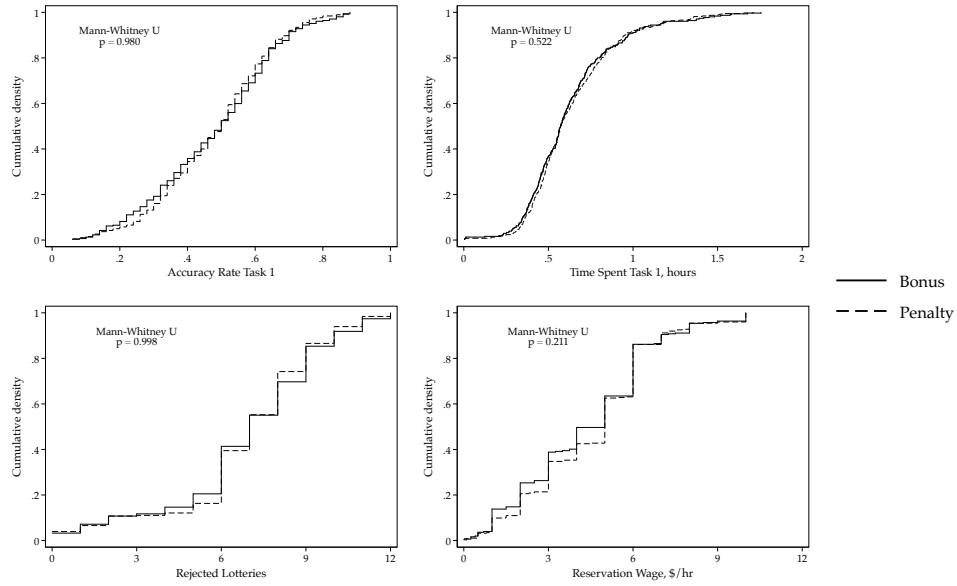 1
.8
.6
.4
.2
0
Cumulative density
Mann-Whitney U
p = 0.980
0
.2
.4
.6
.8
1
Accuracy Rate Task 1
1
.8
.6
.4
.2
0
Cumulative density
Mann-Whitney U
p = 0.522
0
.5
1
1.5
2
Time Spent Task 1, hours
1
.8
.6
.4
.2
0
Cumulative density
Mann-Whitney U
p = 0.998
0
3
6
9
12
Rejected Lotteries
1
.8
.6
.4
.2
0
Cumulative density
Mann-Whitney U
p = 0.211
0
3
6
9
12
Reservation Wage, $/hr
Bonus
Penalty